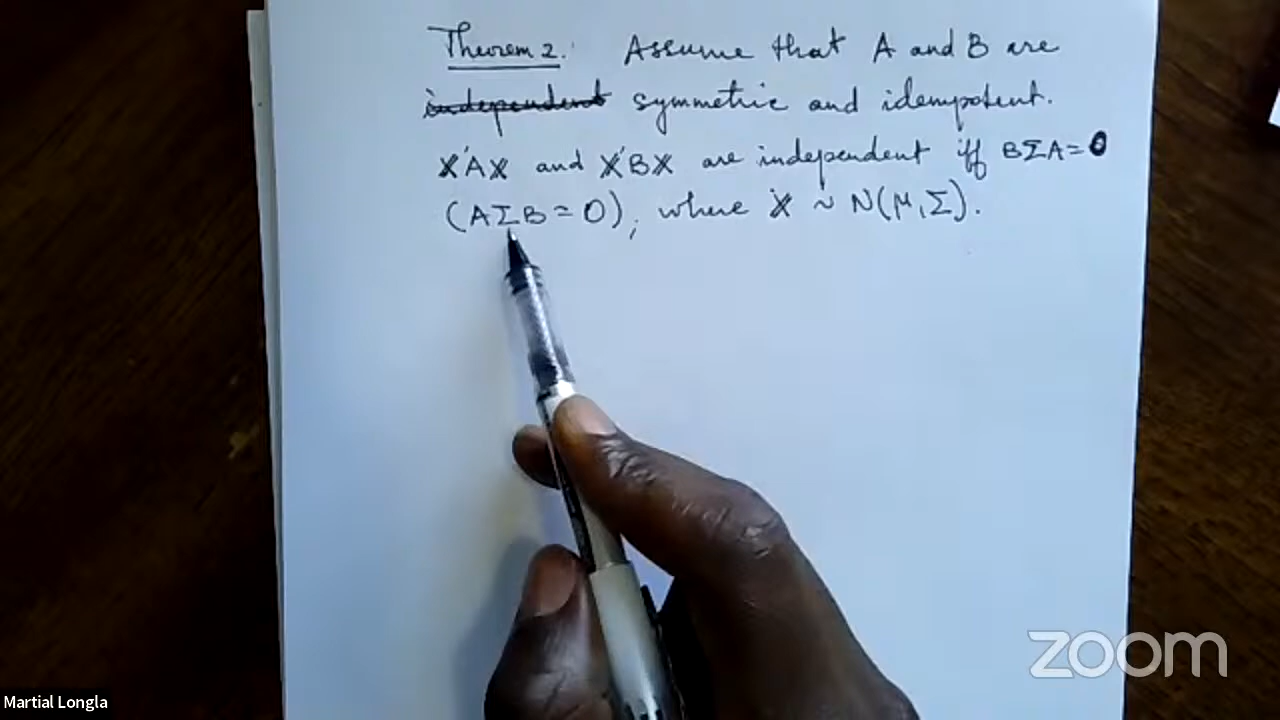 Theorem 2: Assume that A and B are
independent symmetric and idempotent.
X'AX and X'BX are independent iff BΣA=0
(AΣB=0), where X ~ N(μ,Σ).
zoom
Martial Longla